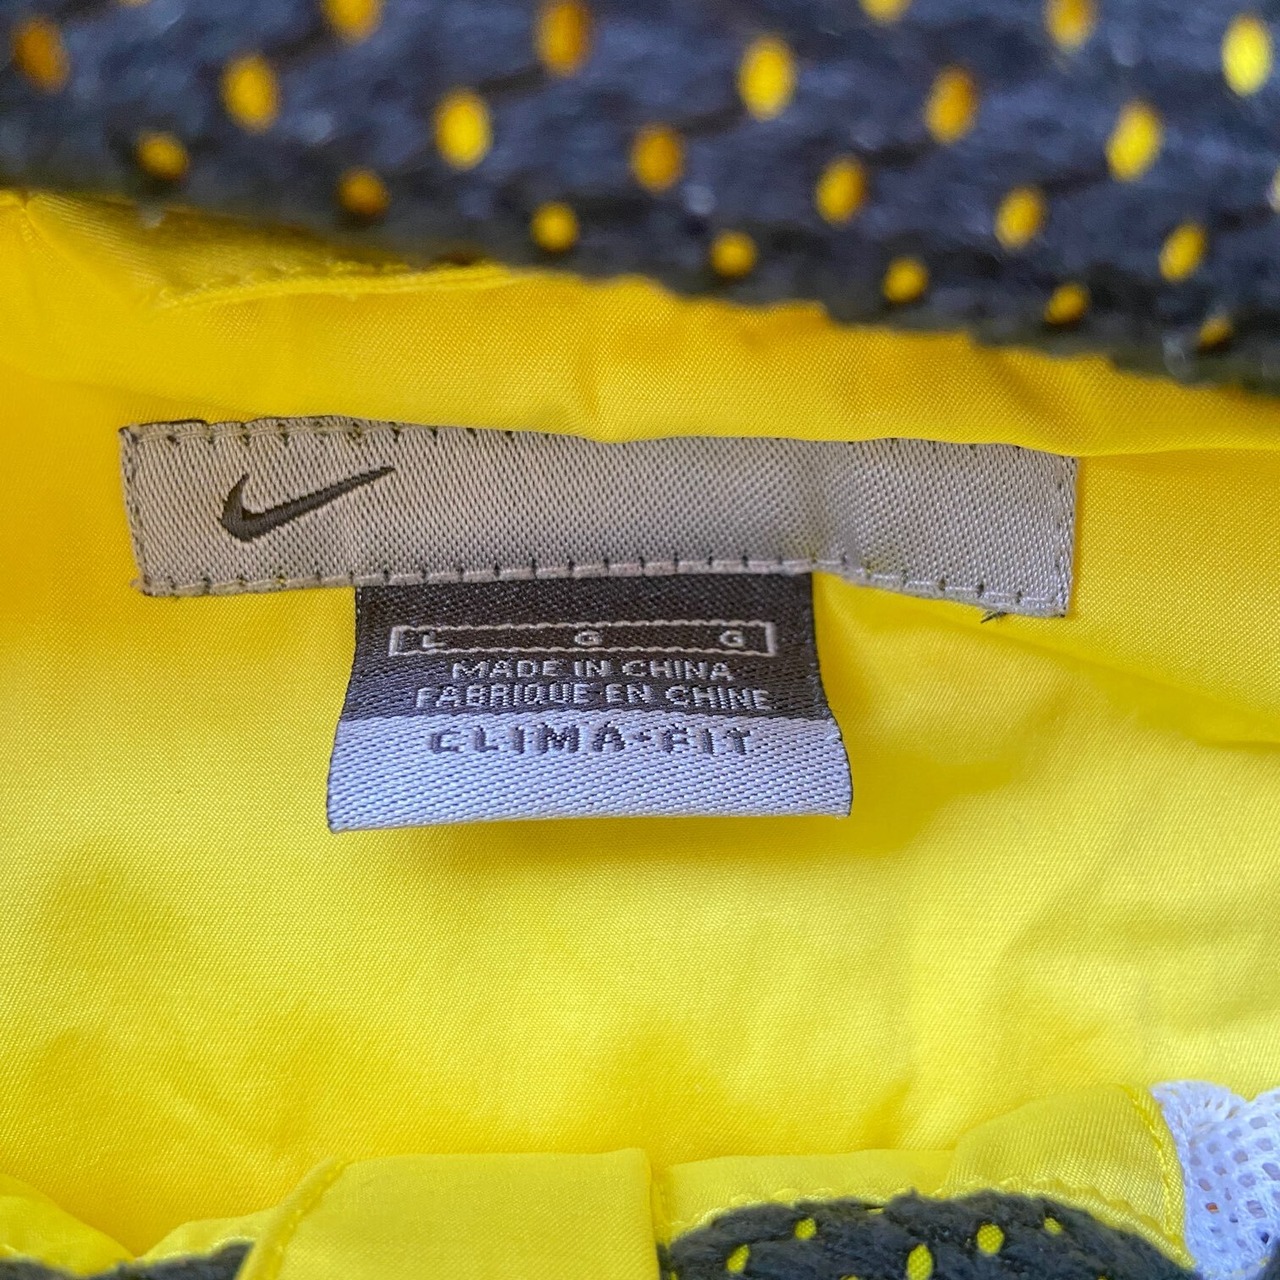 L G G
MADE IN CHINA
FABRIQUE EN CHINE
CLIMA•FIT